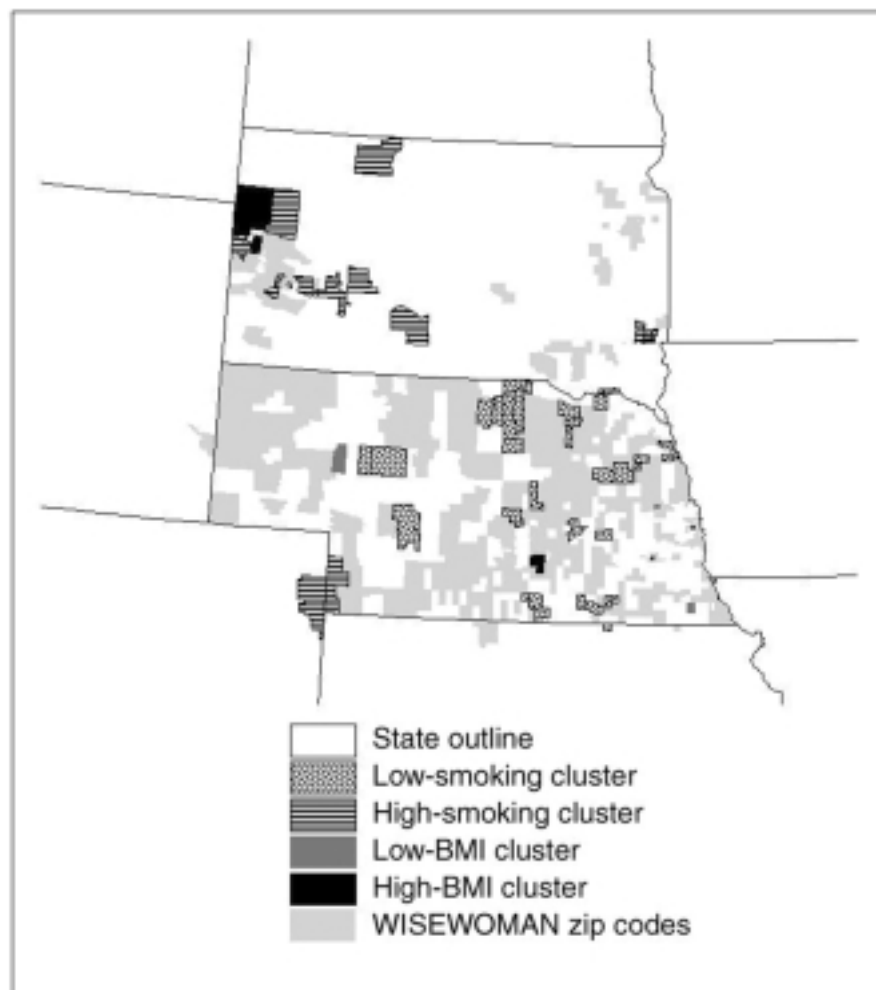 State outline
Low-smoking cluster
High-smoking cluster
Low-BMI cluster
High-BMI cluster
WISEWOMAN zip codes